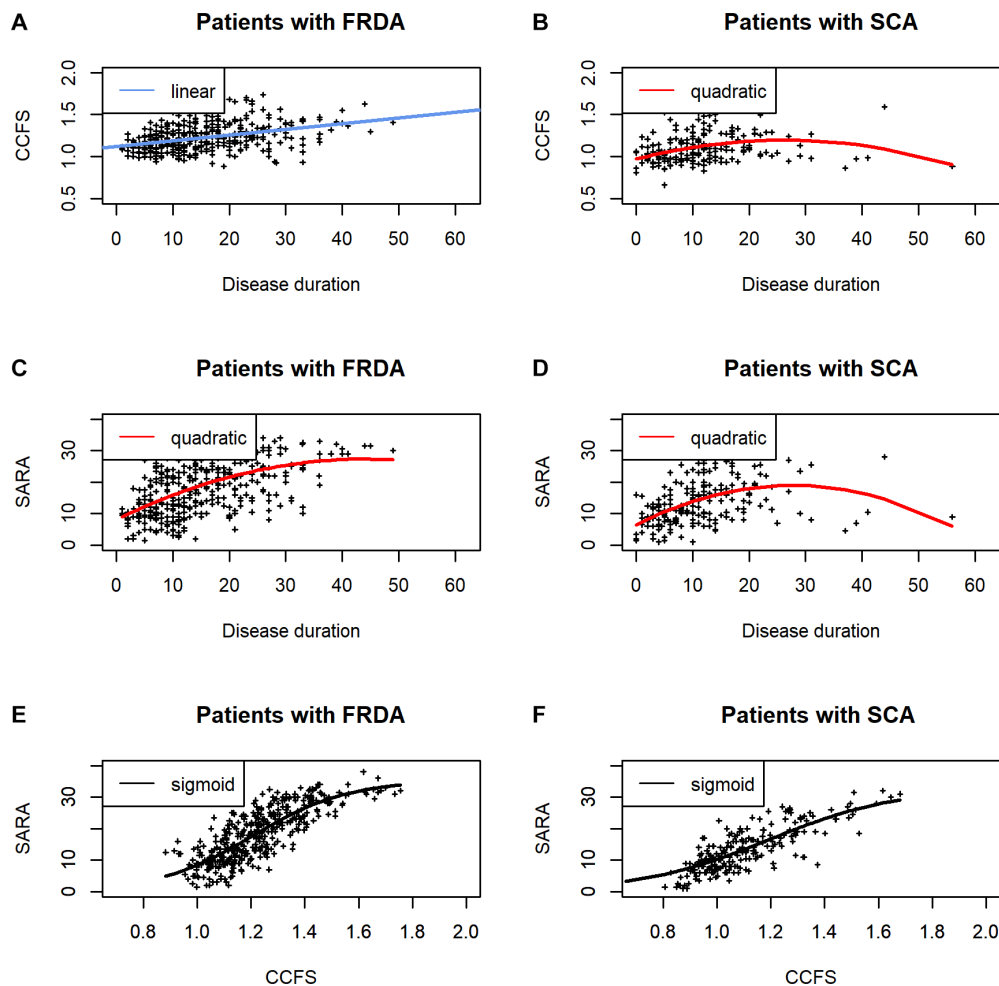 A
Patients with FRDA
linear
CCFS
0.5 1.0 1.5 2.0
0 10 20 30 40 50 60
Disease duration
B
Patients with SCA
quadratic
CCFS
0.5 1.0 1.5 2.0
0 10 20 30 40 50 60
Disease duration
C
Patients with FRDA
quadratic
SARA
0 10 30
0 10 20 30 40 50 60
Disease duration
D
Patients with SCA
quadratic
SARA
0 10 30
0 10 20 30 40 50 60
Disease duration
E
Patients with FRDA
sigmoid
SARA
0 10 30
0.8 1.0 1.2 1.4 1.6 1.8 2.0
CCFS
F
Patients with SCA
sigmoid
SARA
0 10 30
0.8 1.0 1.2 1.4 1.6 1.8 2.0
CCFS